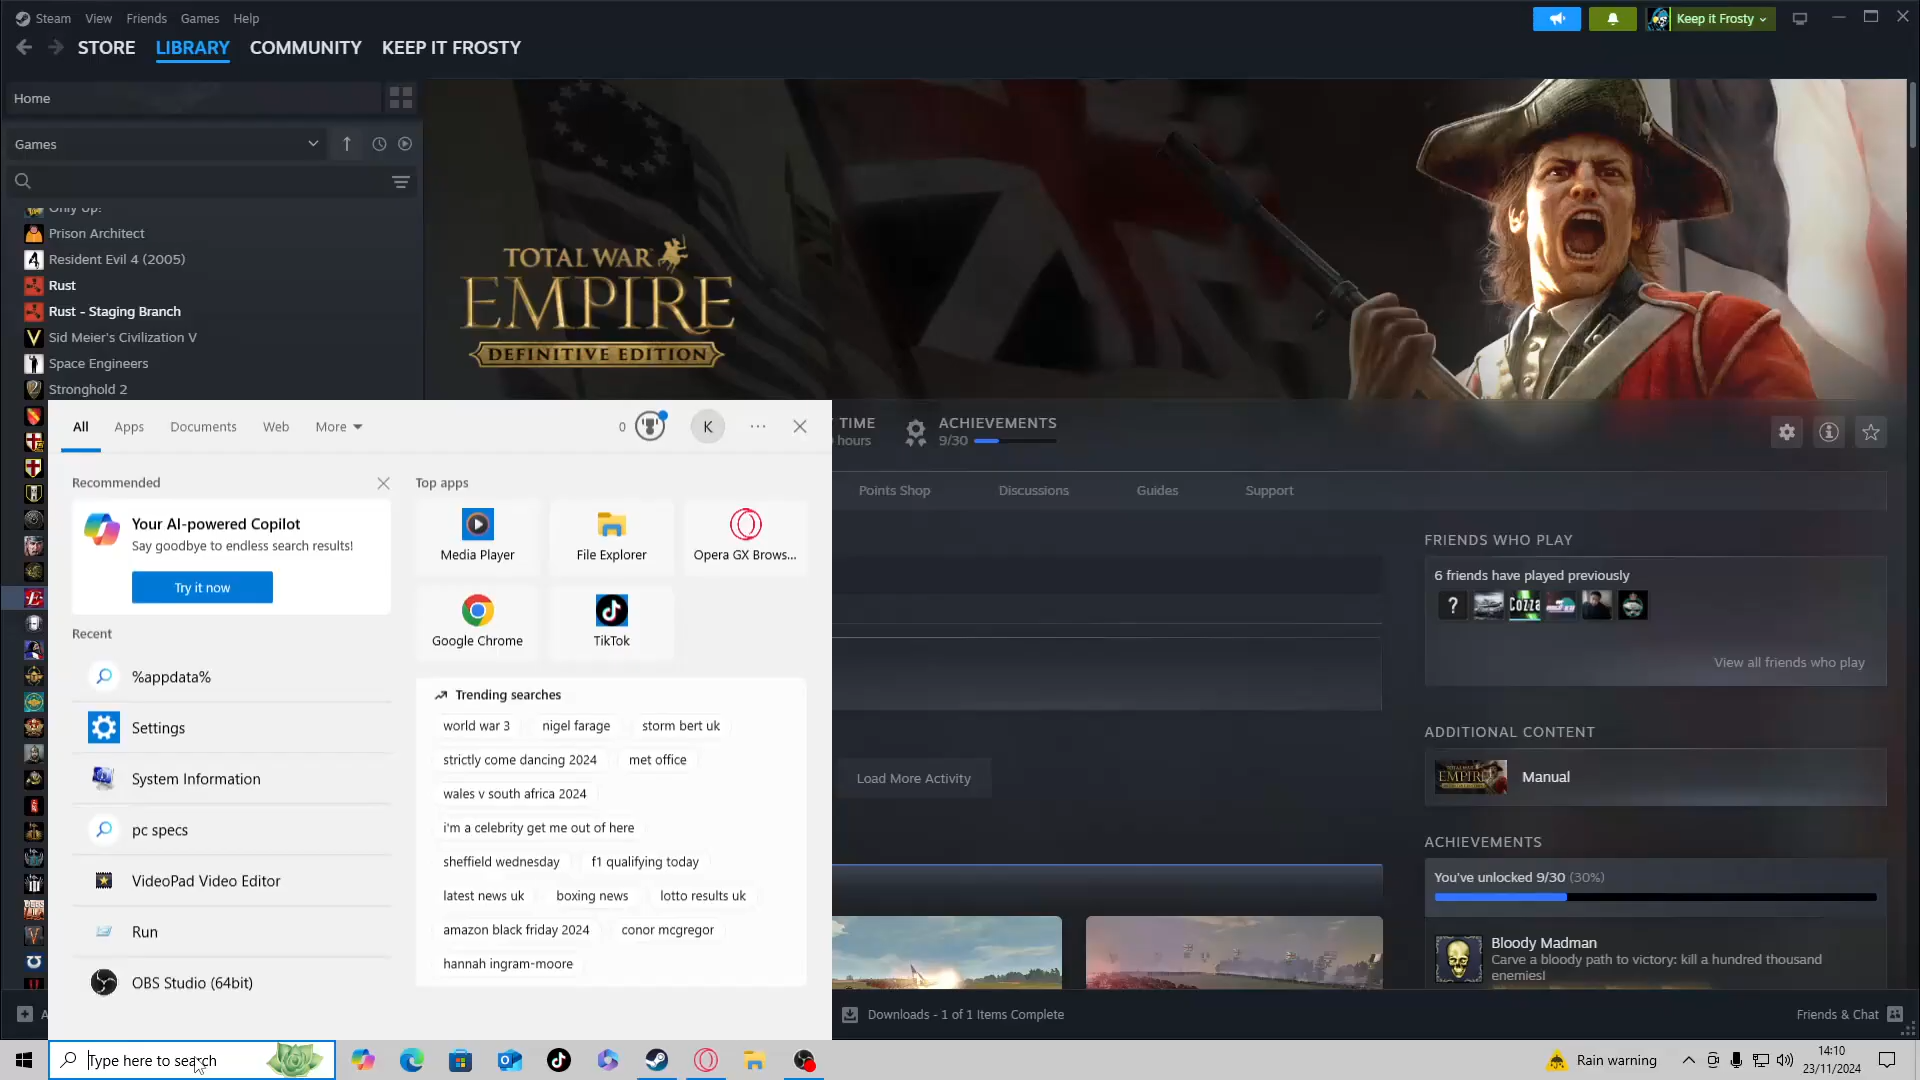 Steam View Friends Games Help
Keep it Frosty
STORE LIBRARY COMMUNITY KEEP IT FROSTY
Home
Games
Only Up!
Prison Architect
Resident Evil 4 (2005)
Rust
Rust - Staging Branch
Sid Meier's Civilization V
Space Engineers
Stronghold 2
TOTAL WAR
EMPIRE
DEFINITIVE EDITION
TIME
hours
ACHIEVEMENTS
9/30
Points Shop Discussions Guides Support
FRIENDS WHO PLAY
6 friends have played previously
?
Cozza
View all friends who play
ADDITIONAL CONTENT
Manual
Load More Activity
ACHIEVEMENTS
You've unlocked 9/30 (30%)
Bloody Madman
Carve a bloody path to victory: kill a hundred thousand
enemies!
Downloads - 1 of 1 Items Complete
Friends & Chat
All Apps Documents Web More
0
K
Recommended
Your AI-powered Copilot
Say goodbye to endless search results!
Try it now
Recent
%appdata%
Settings
System Information
pc specs
VideoPad Video Editor
Run
OBS Studio (64bit)
Top apps
Media Player
File Explorer
Opera GX Brows...
Google Chrome
TikTok
Trending searches
world war 3 nigel farage storm bert uk
strictly come dancing 2024 met office
wales v south africa 2024
i'm a celebrity get me out of here
sheffield wednesday f1 qualifying today
latest news uk boxing news lotto results uk
amazon black friday 2024 conor mcgregor
hannah ingram-moore
Type here to search
Rain warning
14:10
23/11/2024